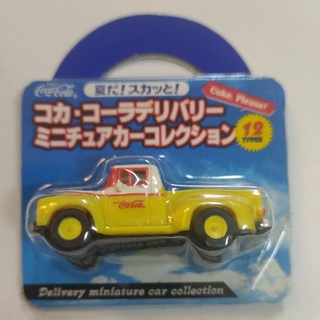 Coca-Cola
夏だ!スカッと!
Coke, Please!
コカ・コーラデリバリー
ミニチュアカーコレクション
12
TYPES
Coca-Cola
Delivery miniature car collection